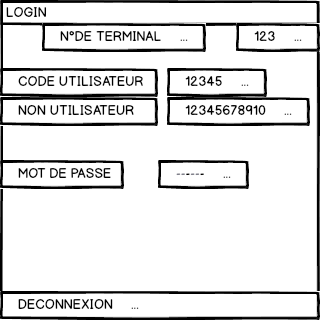 LOGIN
N°DE TERMINAL ... 123 ...
CODE UTILISATEUR 12345 ...
NON UTILISATEUR 12345678910 ...
MOT DE PASSE ------ ...
DECONNEXION ...